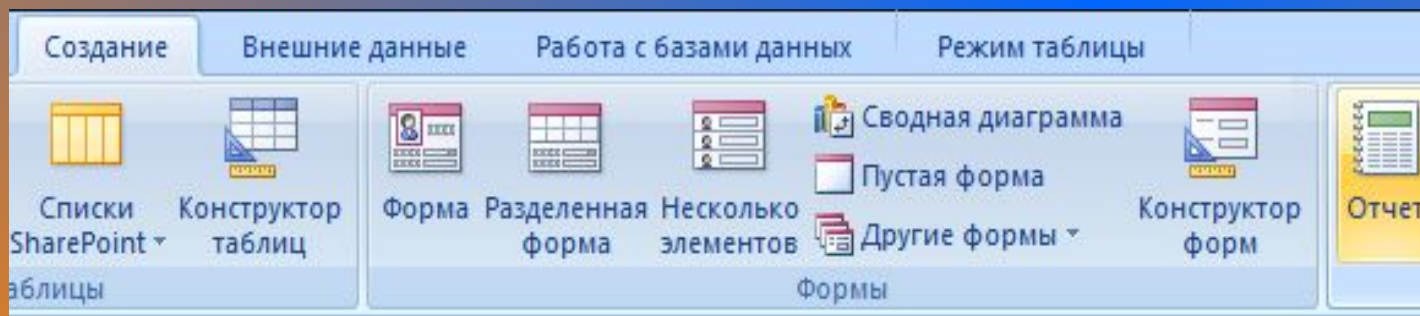 Создание
Внешние данные
Работа с базами данных
Режим таблицы
Списки
SharePoint
Конструктор
таблиц
Форма
Разделенная
форма
Несколько
элементов
Сводная диаграмма
Пустая форма
Другие формы
Конструктор
форм
Отчет
аблицы
Формы